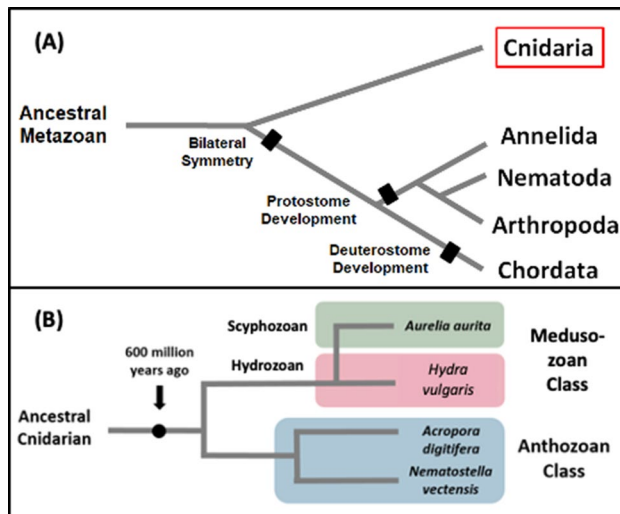 (A)
Cnidaria
Ancestral
Metazoan
Bilateral
Symmetry
Annelida
Nematoda
Protostome
Development
Arthropoda
Deuterostome
Development
Chordata
(B)
600 million
years ago
Scyphozoan
Aurelia aurita
Meduso-
zoan
Class
Hydrozoan
Hydra
vulgaris
Ancestral
Cnidarian
Acropora
digitifera
Nematostella
vectensis
Anthozoan
Class